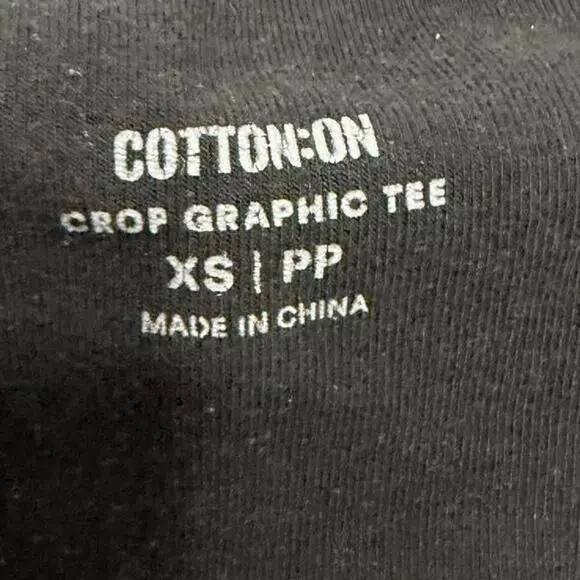 COTTON:ON
CROP GRAPHIC TEE
XS | PP
MADE IN CHINA